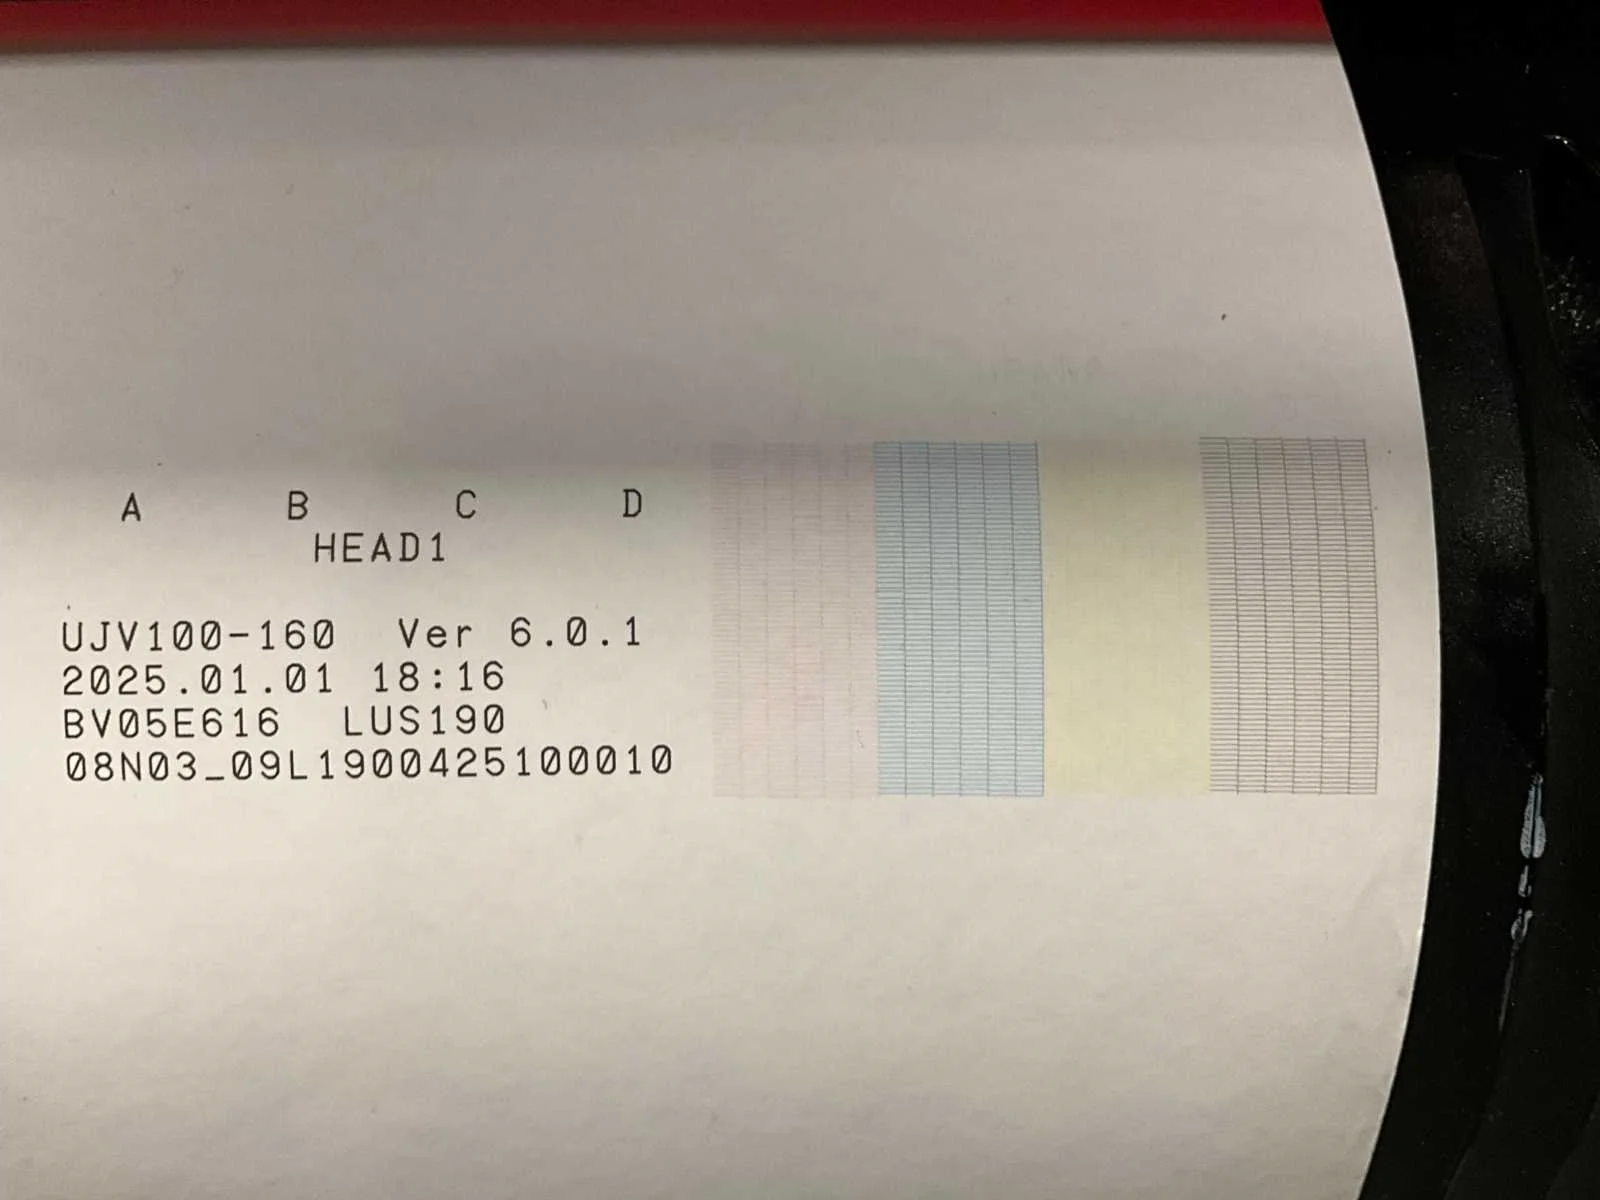 A B C D
HEAD1
UJV100-160 Ver 6.0.1
2025.01.01 18:16
BV05E616 LUS190
08N03_09L1900425100010